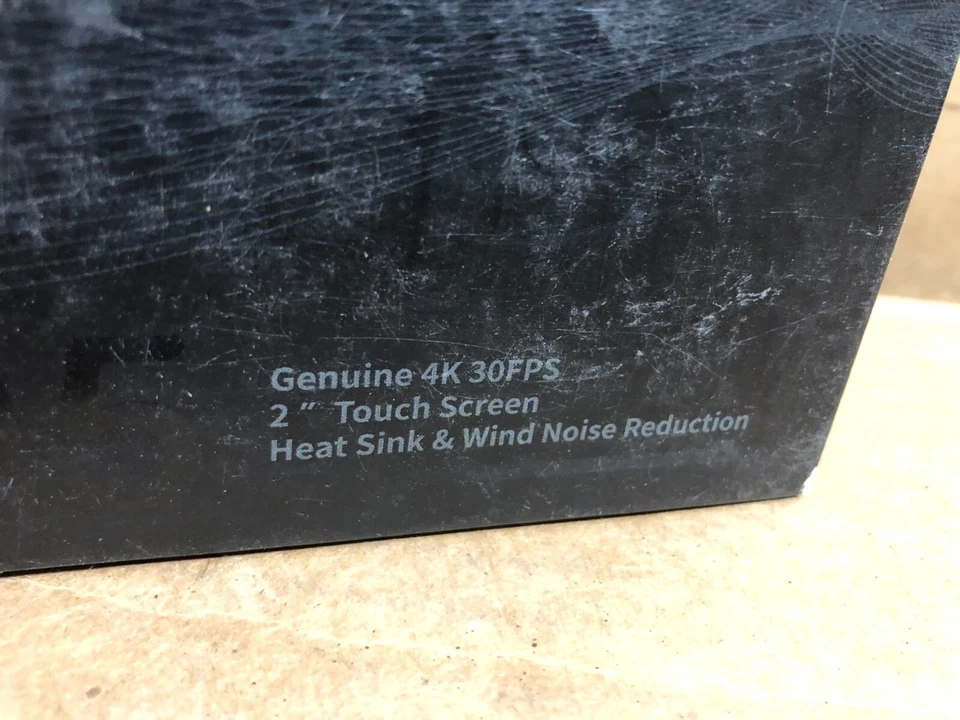 Genuine 4K 30FPS
2 " Touch Screen
Heat Sink & Wind Noise Reduction